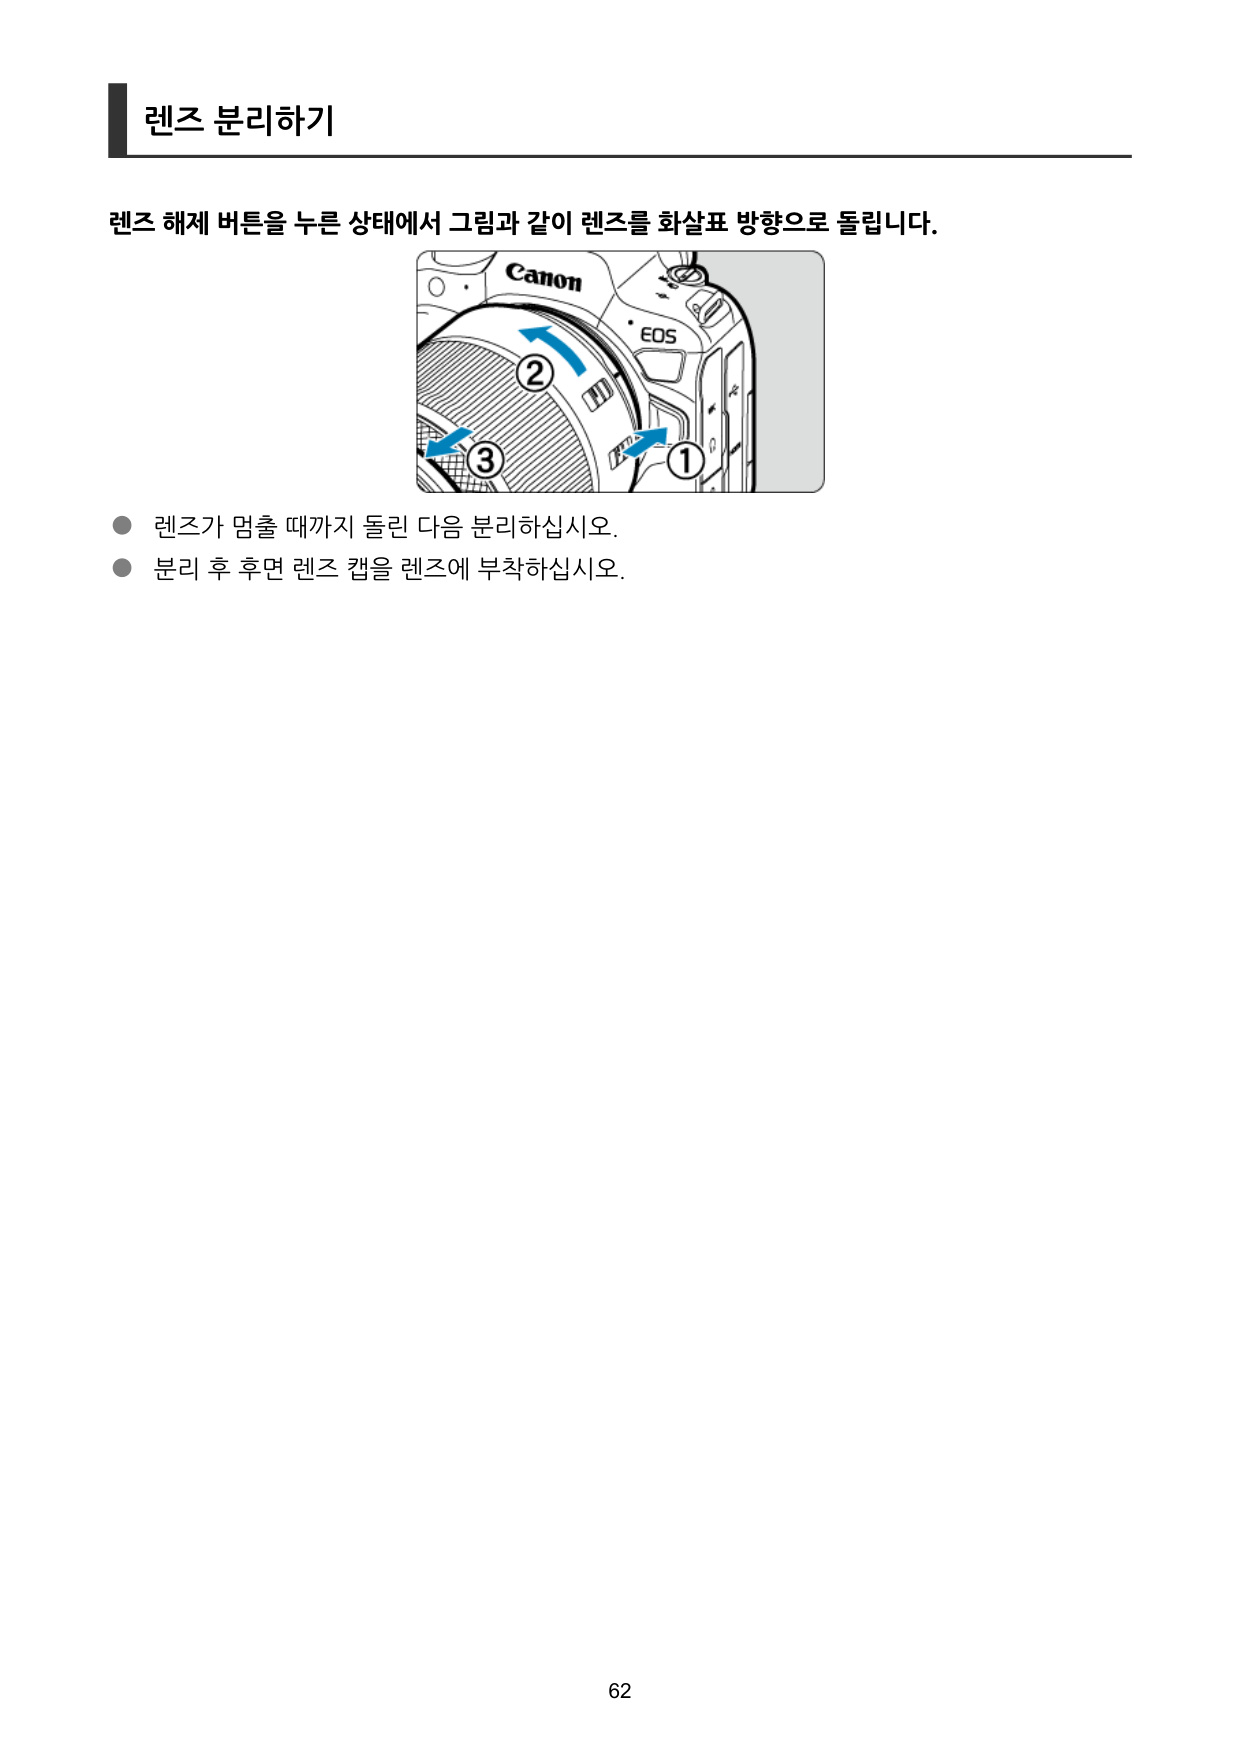 렌즈 분리하기
렌즈 해제 버튼을 누른 상태에서 그림과 같이 렌즈를 화살표 방향으로 돌립니다.
Canon
EOS
②
③
①
● 렌즈가 멈출 때까지 돌린 다음 분리하십시오.
● 분리 후 후면 렌즈 캡을 렌즈에 부착하십시오.
62